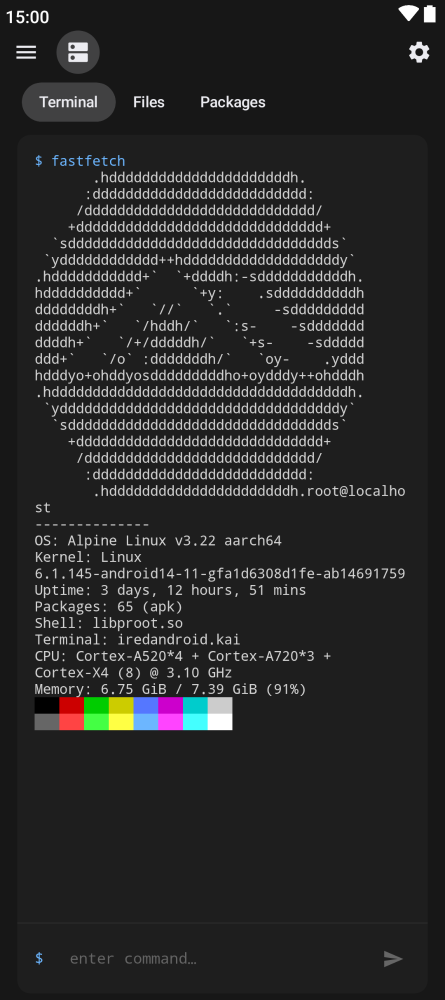 15:00
Terminal Files Packages
$ fastfetch
       .hddddddddddddddddddddddh.
      :dddddddddddddddddddddddddd:
     /dddddddddddddddddddddddddddd/
    +dddddddddddddddddddddddddddddd+
  `sdddddddddddddddddddddddddddddddds`
 `ydddddddddddd++hdddddddddddddddddddy`
.hddddddddddd+`  `+ddddh:-sdddddddddddh.
hdddddddddd+`      `+y:    .sddddddddddh
ddddddddh+`   `//`   `.`     -sddddddddd
ddddddh+`   `/hddh/`   `:s-    -sddddddd
ddddh+`   `/+/dddddh/`   `+s-    -sddddd
ddd+`   `/o` :dddddddh/`   `oy-    .yddd
hdddyo+ohddyosdddddddddho+oydddy++ohdddh
.hddddddddddddddddddddddddddddddddddddh.
 `yddddddddddddddddddddddddddddddddddy`
  `sdddddddddddddddddddddddddddddddds`
    +dddddddddddddddddddddddddddddd+
     /dddddddddddddddddddddddddddd/
      :dddddddddddddddddddddddddd:
       .hddddddddddddddddddddddh.root@localho
st
--------------
OS: Alpine Linux v3.22 aarch64
Kernel: Linux
6.1.145-android14-11-gfa1d6308d1fe-ab14691759
Uptime: 3 days, 12 hours, 51 mins
Packages: 65 (apk)
Shell: libproot.so
Terminal: iredandroid.kai
CPU: Cortex-A520*4 + Cortex-A720*3 +
Cortex-X4 (8) @ 3.10 GHz
Memory: 6.75 GiB / 7.39 GiB (91%)
$ enter command…